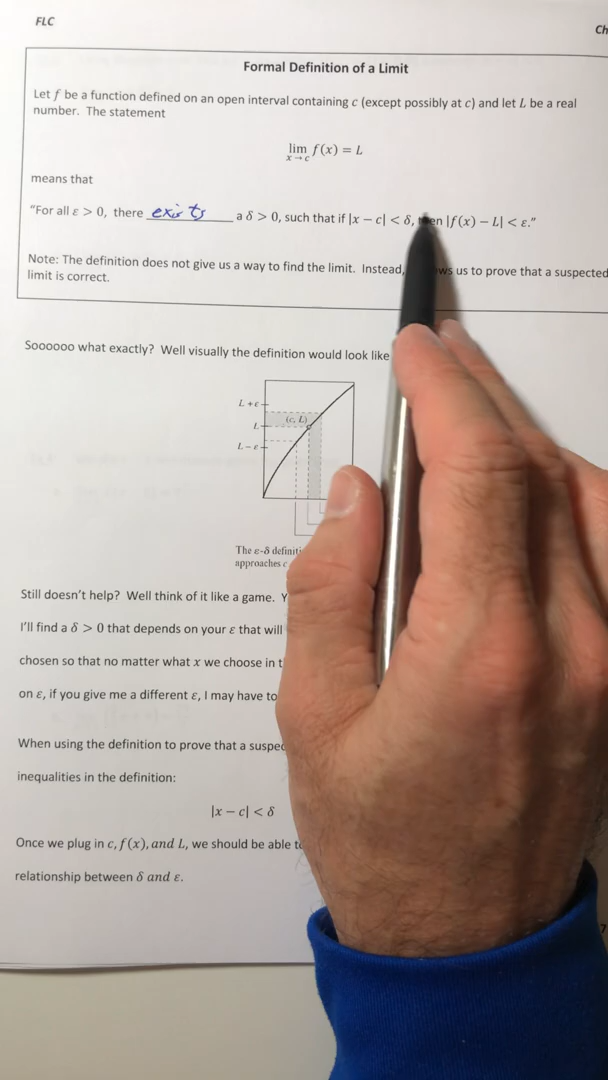 FLC
Ch
Formal Definition of a Limit
Let f be a function defined on an open interval containing c (except possibly at c) and let L be a real
number. The statement
lim f(x) = L
x→c
means that
"For all ε > 0, there exists a δ > 0, such that if |x − c| < δ, then |f(x) − L| < ε."
Note: The definition does not give us a way to find the limit. Instead, us to prove that a suspected
limit is correct.
Soooooo what exactly? Well visually the definition would look like
L + ε
(c, L)
L
L − ε
The ε-δ
approaches c
Still doesn't help? Well think of it like a game.
I'll find a δ > 0 that depends on your ε that will
chosen so that no matter what x we choose in
on ε, if you give me a different ε, I may have to
When using the definition to prove that a
inequalities in the definition:
|x − c| < δ
Once we plug in c, f(x), and L, we should be able
relationship between δ and ε.